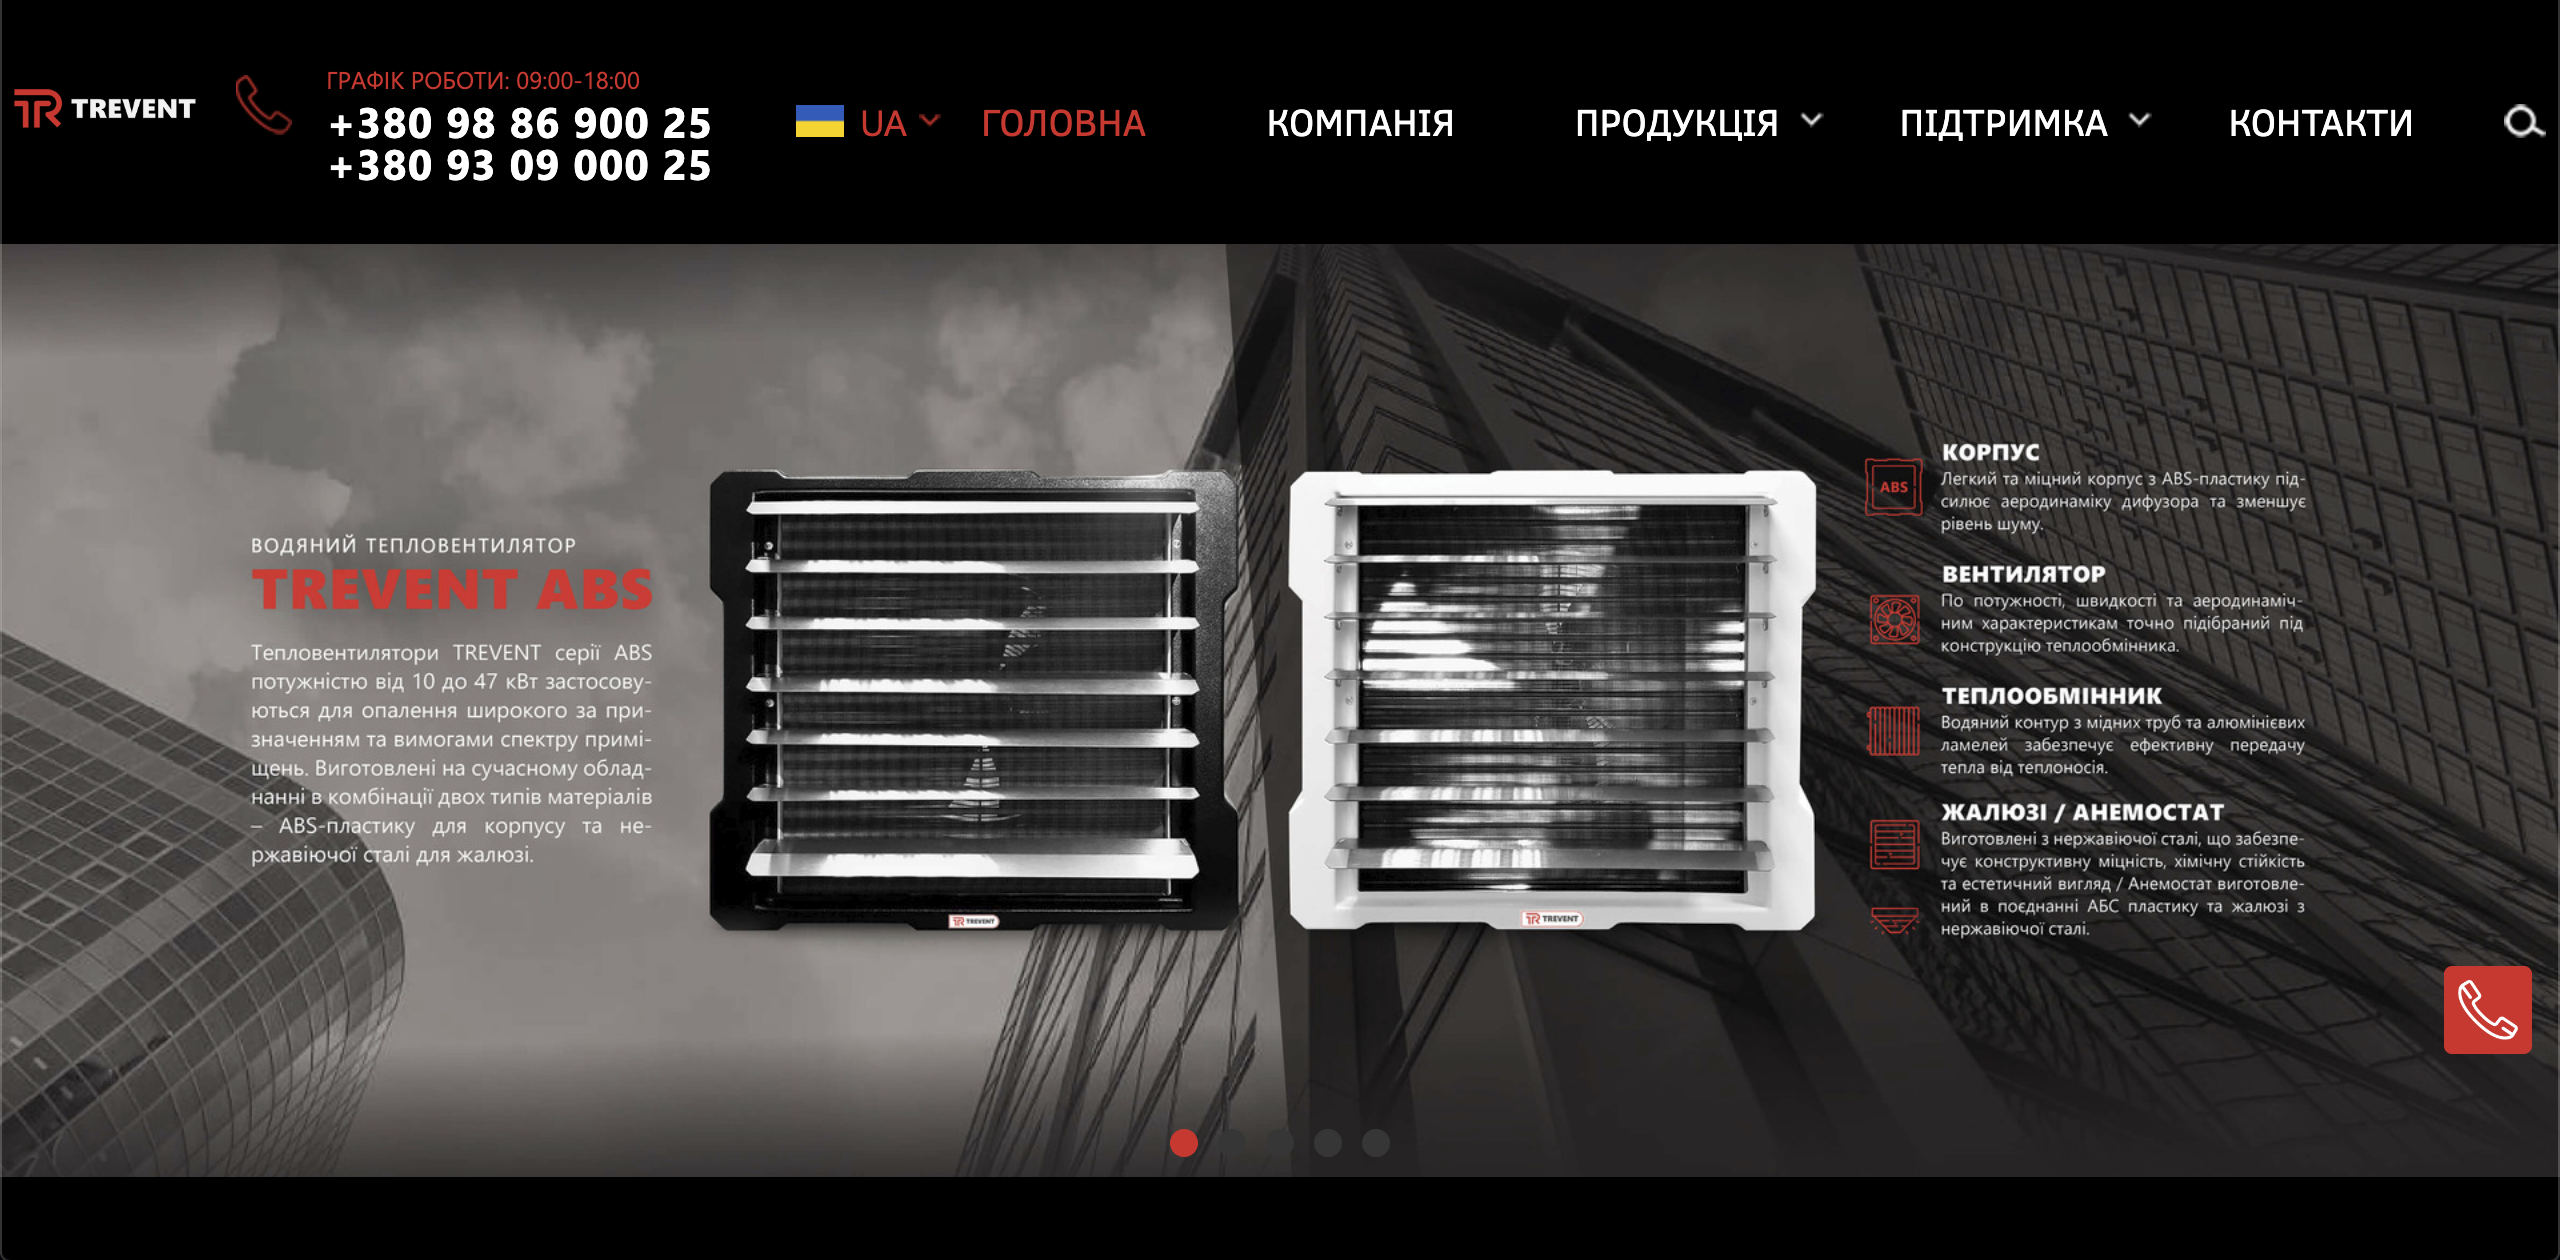 TREVENT
ГРАФІК РОБОТИ: 09:00-18:00
+380 98 86 900 25
+380 93 09 000 25
UA
ГОЛОВНА
КОМПАНІЯ
ПРОДУКЦІЯ
ПІДТРИМКА
КОНТАКТИ
ВОДЯНИЙ ТЕПЛОВЕНТИЛЯТОР
TREVENT ABS
Тепловентилятори TREVENT серії ABS
потужністю від 10 до 47 кВт застосову-
ються для опалення широкого за при-
значенням та вимогами спектру примі-
щень. Виготовлені на сучасному облад-
нанні в комбінації двох типів матеріалів
– ABS-пластику для корпусу та не-
ржавіючої сталі для жалюзі.
TREVENT
TREVENT
ABS
КОРПУС
Легкий та міцний корпус з ABS-пластику під-
силює аеродинаміку дифузора та зменшує
рівень шуму.
ВЕНТИЛЯТОР
По потужності, швидкості та аеродинаміч-
ним характеристикам точно підібраний під
конструкцію теплообмінника.
ТЕПЛООБМІННИК
Водяний контур з мідних труб та алюмінієвих
ламелей забезпечує ефективну передачу
тепла від теплоносія.
ЖАЛЮЗІ / АНЕМОСТАТ
Виготовлені з нержавіючої сталі, що забезпе-
чує конструктивну міцність, хімічну стійкість
та естетичний вигляд / Анемостат виготовле-
ний в поєднанні АБС пластику та жалюзі з
нержавіючої сталі.